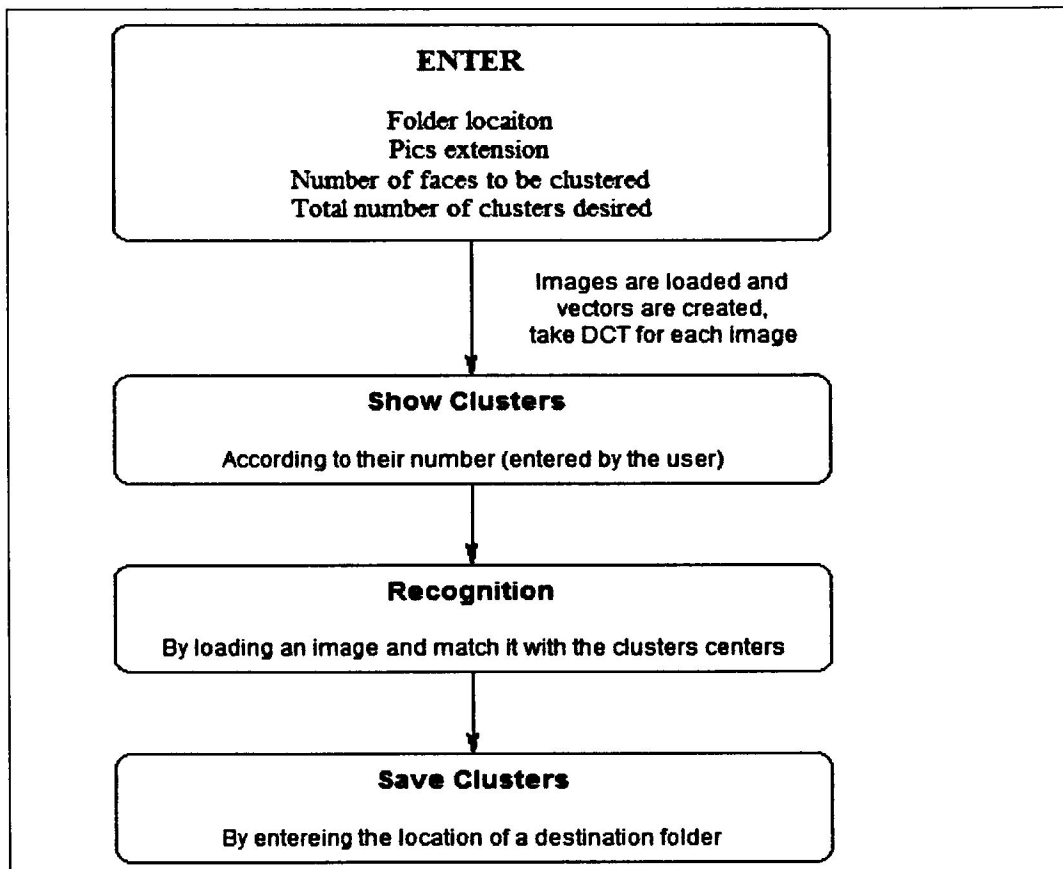 ENTER
Folder locaiton
Pics extension
Number of faces to be clustered
Total number of clusters desired
Images are loaded and
vectors are created,
take DCT for each image
Show Clusters
According to their number (entered by the user)
Recognition
By loading an image and match it with the clusters centers
Save Clusters
By entereing the location of a destination folder